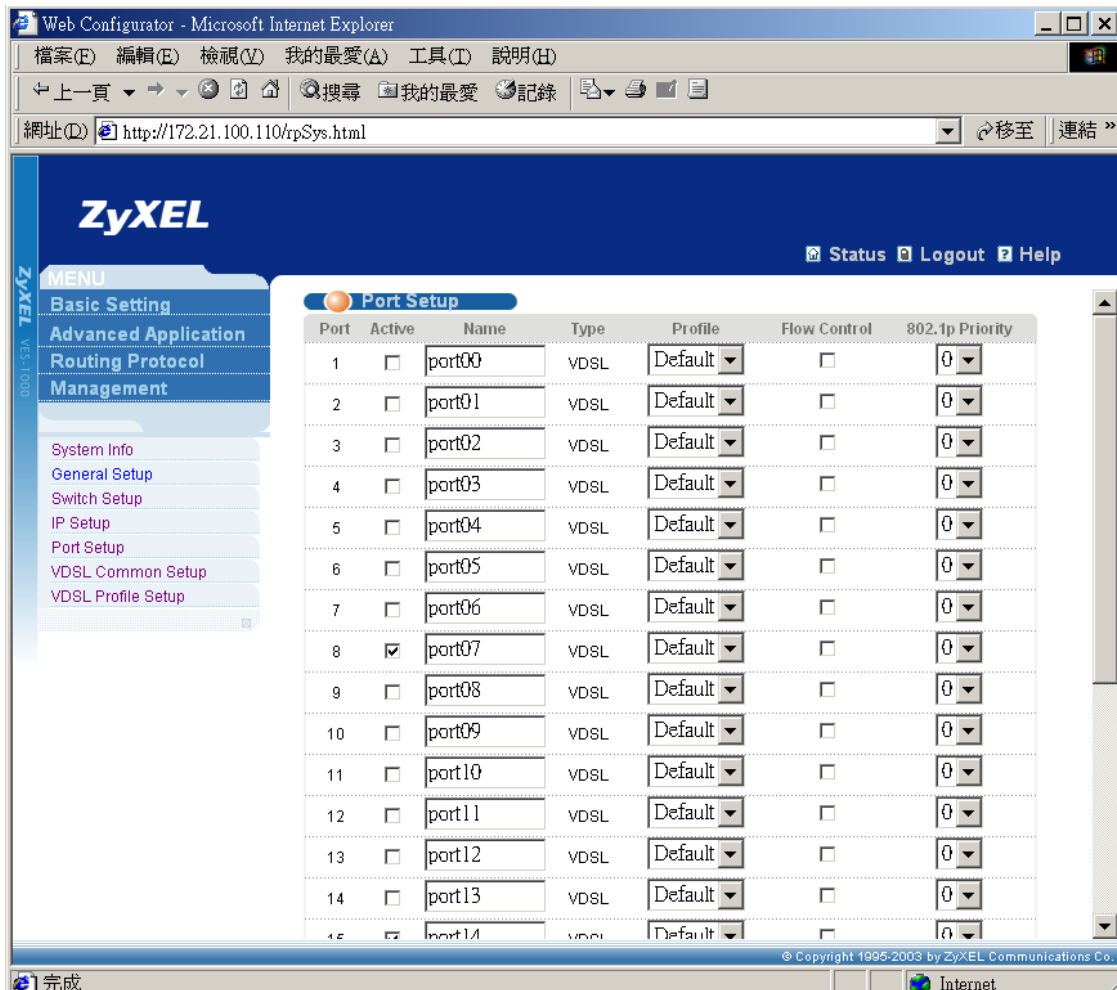 Web Configurator - Microsoft Internet Explorer
檔案(F) 編輯(E) 檢視(V) 我的最愛(A) 工具(T) 說明(H)
上一頁 搜尋 我的最愛 記錄
網址(D) http://172.21.100.110/rpSys.html 移至 連結 »
ZyXEL
Status Logout Help
ZyXEL VES-1000
MENU
Basic Setting
Advanced Application
Routing Protocol
Management
System Info
General Setup
Switch Setup
IP Setup
Port Setup
VDSL Common Setup
VDSL Profile Setup
Port Setup
Port Active Name Type Profile Flow Control 802.1p Priority
1 port00 VDSL Default 0
2 port01 VDSL Default 0
3 port02 VDSL Default 0
4 port03 VDSL Default 0
5 port04 VDSL Default 0
6 port05 VDSL Default 0
7 port06 VDSL Default 0
8 port07 VDSL Default 0
9 port08 VDSL Default 0
10 port09 VDSL Default 0
11 port10 VDSL Default 0
12 port11 VDSL Default 0
13 port12 VDSL Default 0
14 port13 VDSL Default 0
15 port14 VDSL Default 0
© Copyright 1995-2003 by ZyXEL Communications Co.
完成 Internet